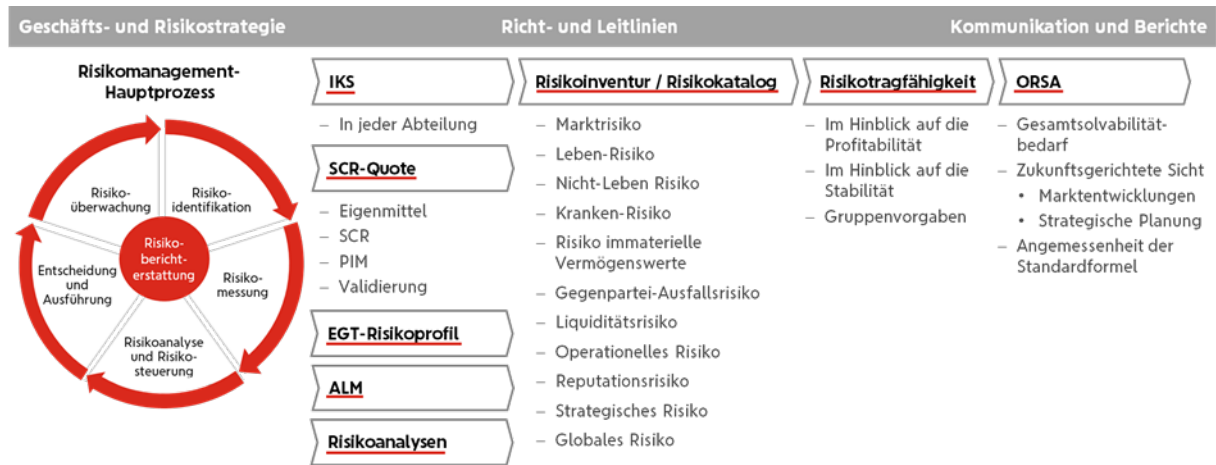 Geschäfts- und Risikostrategie
Richt- und Leitlinien
Kommunikation und Berichte
Risikomanagement-
Hauptprozess
Risiko-
überwachung
Risiko-
identifikation
Risiko-
bericht-
erstattung
Entscheidung
und
Ausführung
Risiko-
messung
Risikoanalyse
und Risiko-
steuerung
IKS
– In jeder Abteilung
SCR-Quote
– Eigenmittel
– SCR
– PIM
– Validierung
EGT-Risikoprofil
ALM
Risikoanalysen
Risikoinventur / Risikokatalog
– Marktrisiko
– Leben-Risiko
– Nicht-Leben Risiko
– Kranken-Risiko
– Risiko immaterielle
Vermögenswerte
– Gegenpartei-Ausfallsrisiko
– Liquiditätsrisiko
– Operationelles Risiko
– Reputationsrisiko
– Strategisches Risiko
– Globales Risiko
Risikotragfähigkeit
– Im Hinblick auf die
Profitabilität
– Im Hinblick auf die
Stabilität
– Gruppenvorgaben
ORSA
– Gesamtsolvabilität-
bedarf
– Zukunftsgerichtete Sicht
• Marktentwicklungen
• Strategische Planung
– Angemessenheit der
Standardformel